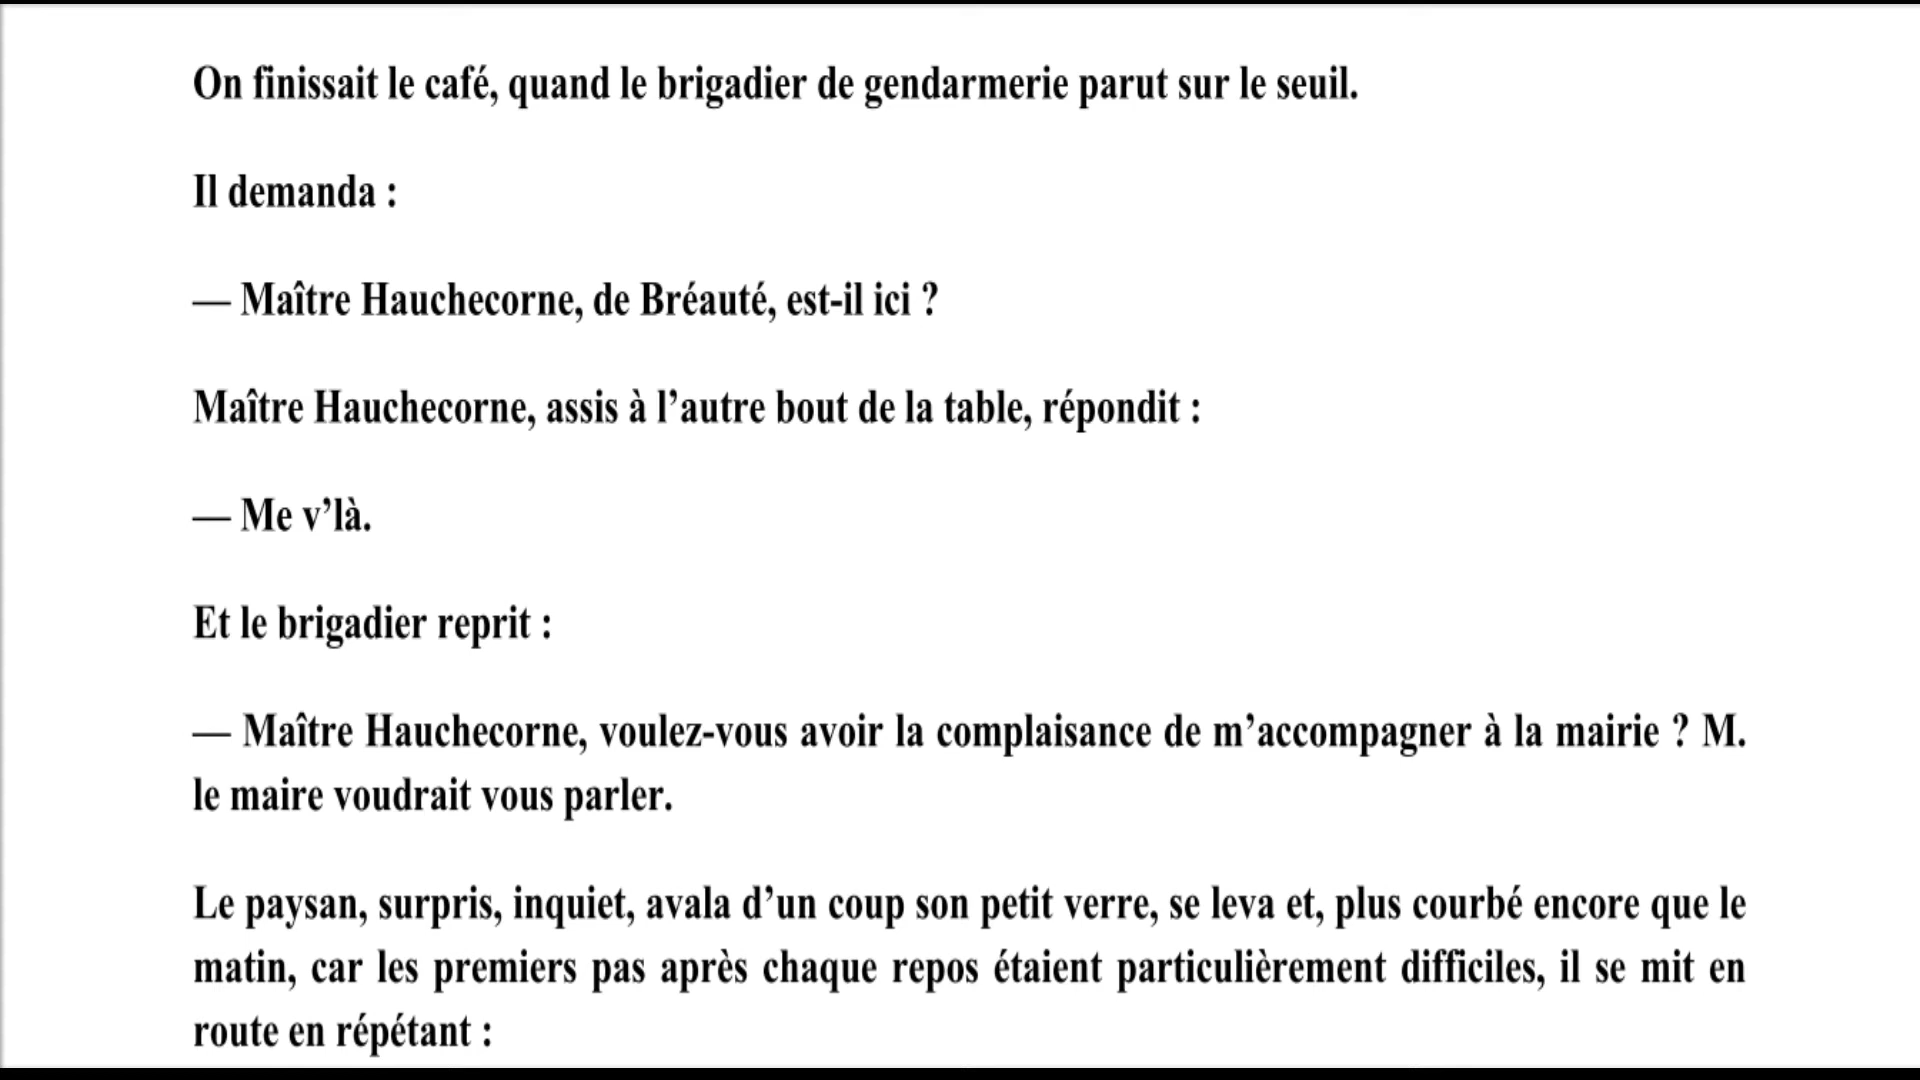 On finissait le café, quand le brigadier de gendarmerie parut sur le seuil.
Il demanda :
— Maître Hauchecorne, de Bréauté, est-il ici ?
Maître Hauchecorne, assis à l’autre bout de la table, répondit :
— Me v’là.
Et le brigadier reprit :
— Maître Hauchecorne, voulez-vous avoir la complaisance de m’accompagner à la mairie ? M.
le maire voudrait vous parler.
Le paysan, surpris, inquiet, avala d’un coup son petit verre, se leva et, plus courbé encore que le
matin, car les premiers pas après chaque repos étaient particulièrement difficiles, il se mit en
route en répétant :